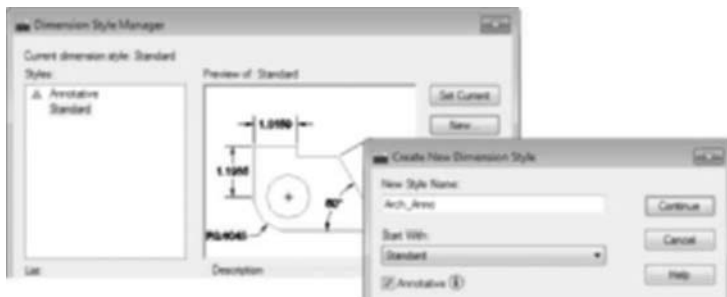 Dimension Style Manager
Current dimension style: Standard
Styles:
Annotative
Standard
Preview of: Standard
Set Current
New...
1.0159
1.1955
60°
List:
Description
Create New Dimension Style
New Style Name:
Arch_Anno
Continue
Start With:
Standard
Cancel
Annotative
Help